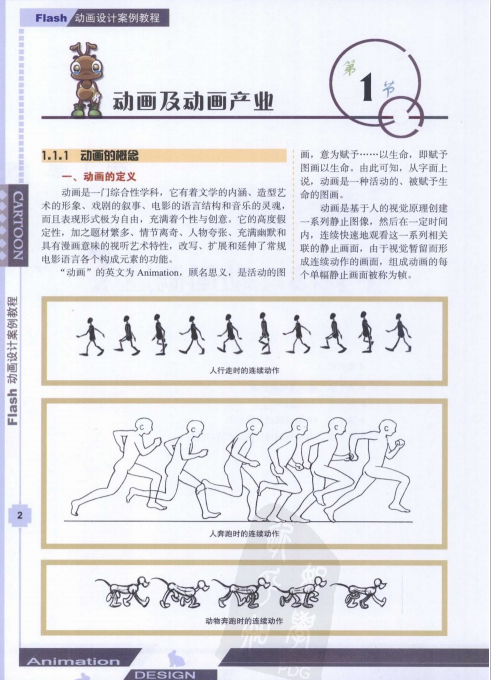 Flash 动画设计案例教程
动画及动画产业
第1节
1.1.1 动画的概念
一、动画的定义
动画是一门综合性学科，它有着文学的内涵、造型艺
术的形象、戏剧的叙事、电影的语言结构和音乐的灵魂，
而且表现形式极为自由，充满着个性与创意。它的高度假
定性，加之题材繁多、情节离奇、人物夸张、充满幽默和
具有漫画意味的视听艺术特性，改写、扩展和延伸了常规
电影语言各个构成元素的功能。
“动画”的英文为 Animation，顾名思义，是活动的图
画，意为赋予……以生命，即赋予
图画以生命。由此可知，从字面上
说，动画是一种活动的、被赋予生
命的图画。
动画是基于人的视觉原理创建
一系列静止图像，然后在一定时间
内，连续快速地观看这一系列相关
联的静止画面，由于视觉暂留而形
成连续动作的画面，组成动画的每
个单幅静止画面被称为帧。
人行走时的连续动作
人奔跑时的连续动作
动物奔跑时的连续动作
CARTOON
Flash 动画设计案例教程
2
Animation
DESIGN
PDG